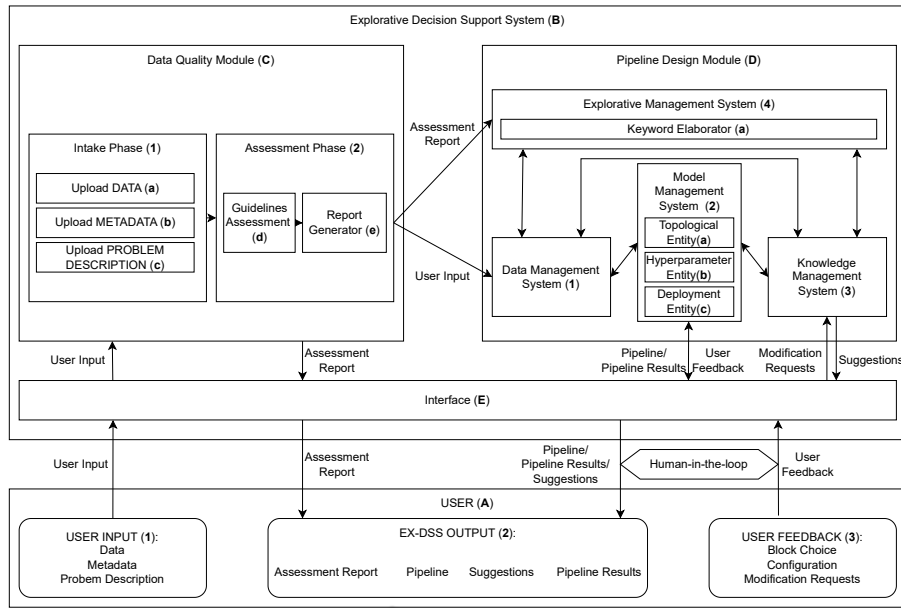 Explorative Decision Support System (B)
Data Quality Module (C)
Pipeline Design Module (D)
Explorative Management System (4)
Keyword Elaborator (a)
Assessment
Report
Intake Phase (1)
Upload DATA (a)
Upload METADATA (b)
Upload PROBLEM
DESCRIPTION (c)
Assessment Phase (2)
Guidelines
Assessment
(d)
Report
Generator (e)
Model
Management
System (2)
Topological
Entity(a)
Hyperparameter
Entity(b)
Deployment
Entity(c)
User Input
Data Management
System (1)
Knowledge
Management
System (3)
User Input
Assessment
Report
Pipeline/
Pipeline Results
User
Feedback
Modification
Requests
Suggestions
Interface (E)
User Input
Assessment
Report
Pipeline/
Pipeline Results/
Suggestions
Human-in-the-loop
User
Feedback
USER (A)
USER INPUT (1):
Data
Metadata
Probem Description
EX-DSS OUTPUT (2):
Assessment Report Pipeline Suggestions Pipeline Results
USER FEEDBACK (3):
Block Choice
Configuration
Modification Requests